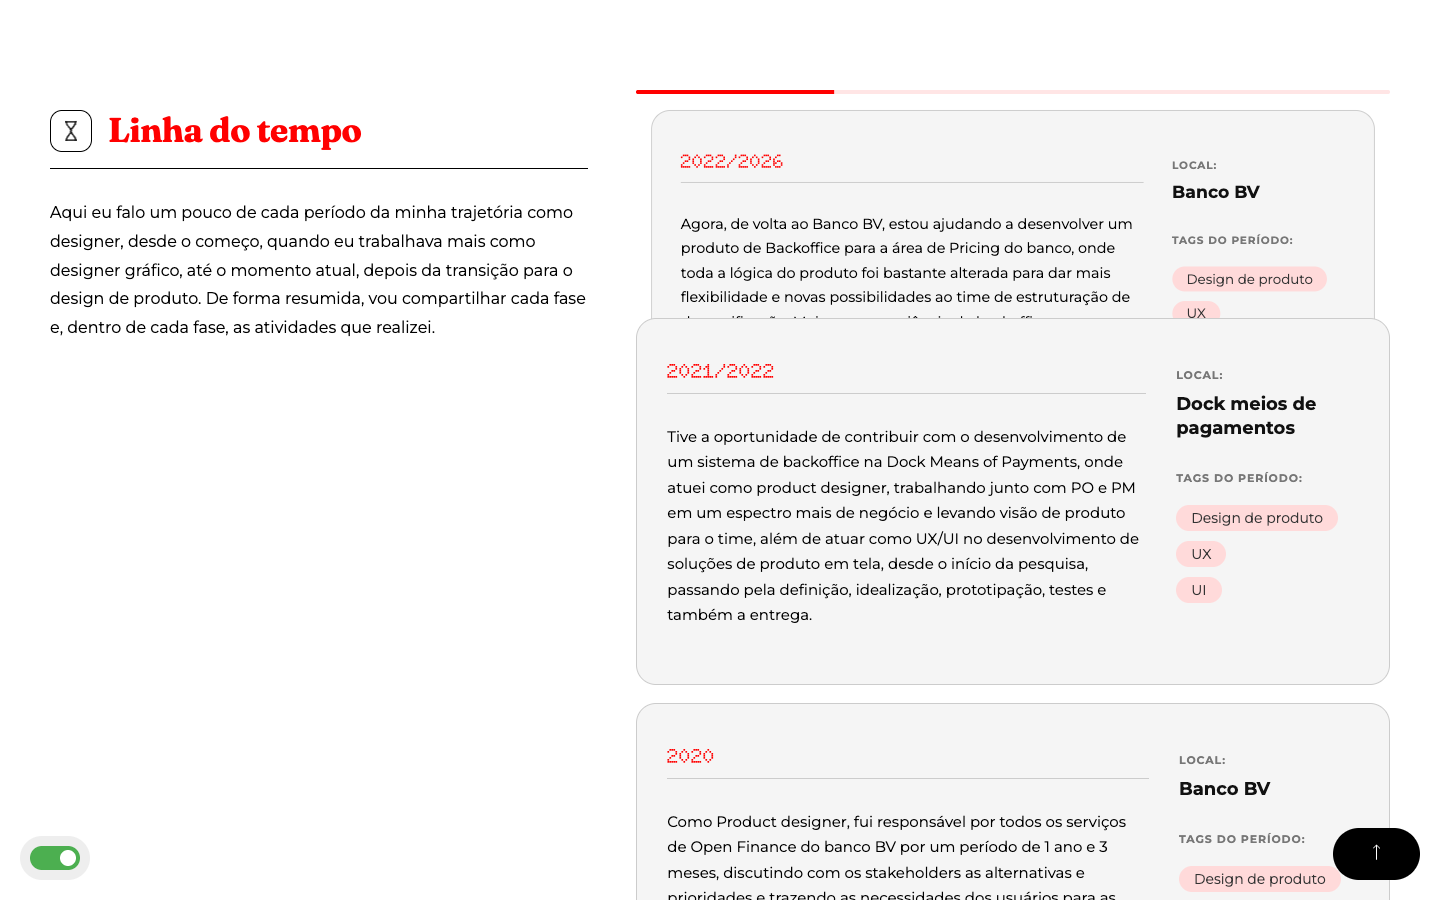 Linha do tempo
Aqui eu falo um pouco de cada período da minha trajetória como
designer, desde o começo, quando eu trabalhava mais como
designer gráfico, até o momento atual, depois da transição para o
design de produto. De forma resumida, vou compartilhar cada fase
e, dentro de cada fase, as atividades que realizei.
2022/2026
Agora, de volta ao Banco BV, estou ajudando a desenvolver um
produto de Backoffice para a área de Pricing do banco, onde
toda a lógica do produto foi bastante alterada para dar mais
flexibilidade e novas possibilidades ao time de estruturação de
LOCAL:
Banco BV
TAGS DO PERÍODO:
Design de produto
UX
2021/2022
Tive a oportunidade de contribuir com o desenvolvimento de
um sistema de backoffice na Dock Means of Payments, onde
atuei como product designer, trabalhando junto com PO e PM
em um espectro mais de negócio e levando visão de produto
para o time, além de atuar como UX/UI no desenvolvimento de
soluções de produto em tela, desde o início da pesquisa,
passando pela definição, idealização, prototipação, testes e
também a entrega.
LOCAL:
Dock meios de
pagamentos
TAGS DO PERÍODO:
Design de produto
UX
UI
2020
Como Product designer, fui responsável por todos os serviços
de Open Finance do banco BV por um período de 1 ano e 3
meses, discutindo com os stakeholders as alternativas e
prioridades e trazendo as necessidades dos usuários para as
LOCAL:
Banco BV
TAGS DO PERÍODO:
Design de produto